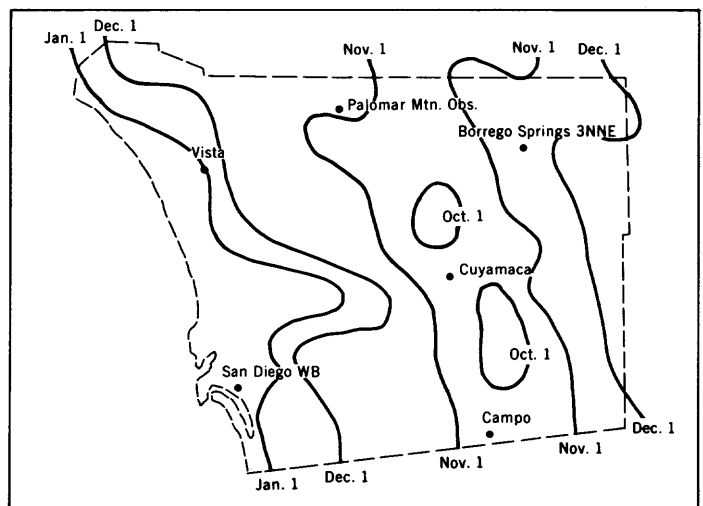 Dec. 1
Jan. 1
Nov. 1
Nov. 1
Dec. 1
Palomar Mtn. Obs.
Borrego Springs 3NNE
Vista
Oct. 1
Cuyamaca
Oct. 1
San Diego WB
Campo
Dec. 1
Nov. 1
Nov. 1
Dec. 1
Jan. 1